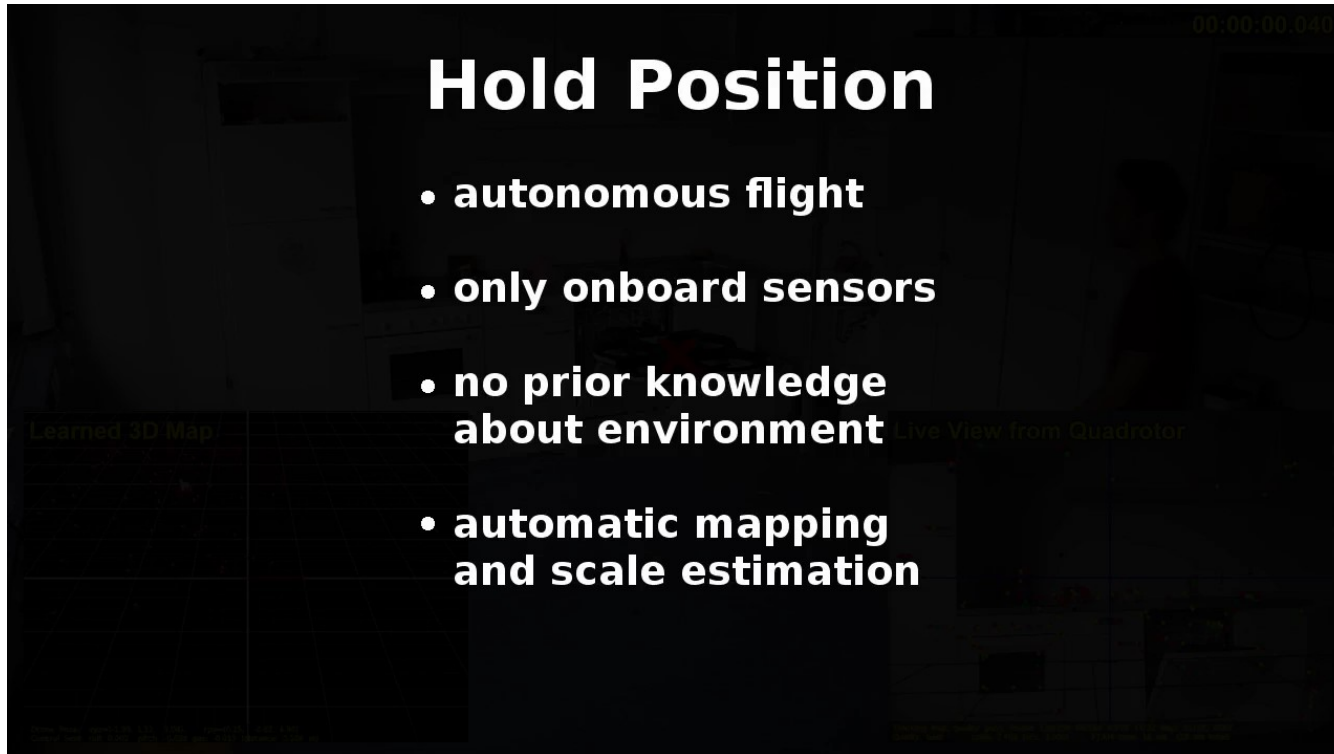 00:00:00.040
Hold Position
• autonomous flight
• only onboard sensors
• no prior knowledge
about environment
• automatic mapping
and scale estimation
Learned 3D Map
Live View from Quadrotor